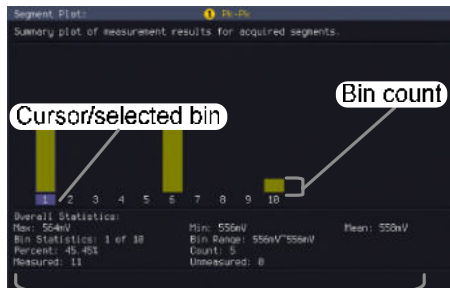 Segment Plot: 1 Pk-Pk
Summary plot of measurement results for acquired segments.
Bin count
Cursor/selected bin
1 2 3 4 5 6 7 8 9 10
Overall Statistics:
Max: 564mV Min: 556mV Mean: 558mV
Bin Statistics: 1 of 10 Bin Range: 556mV~556mV
Percent: 45.45% Count: 5
Measured: 11 Unmeasured: 0